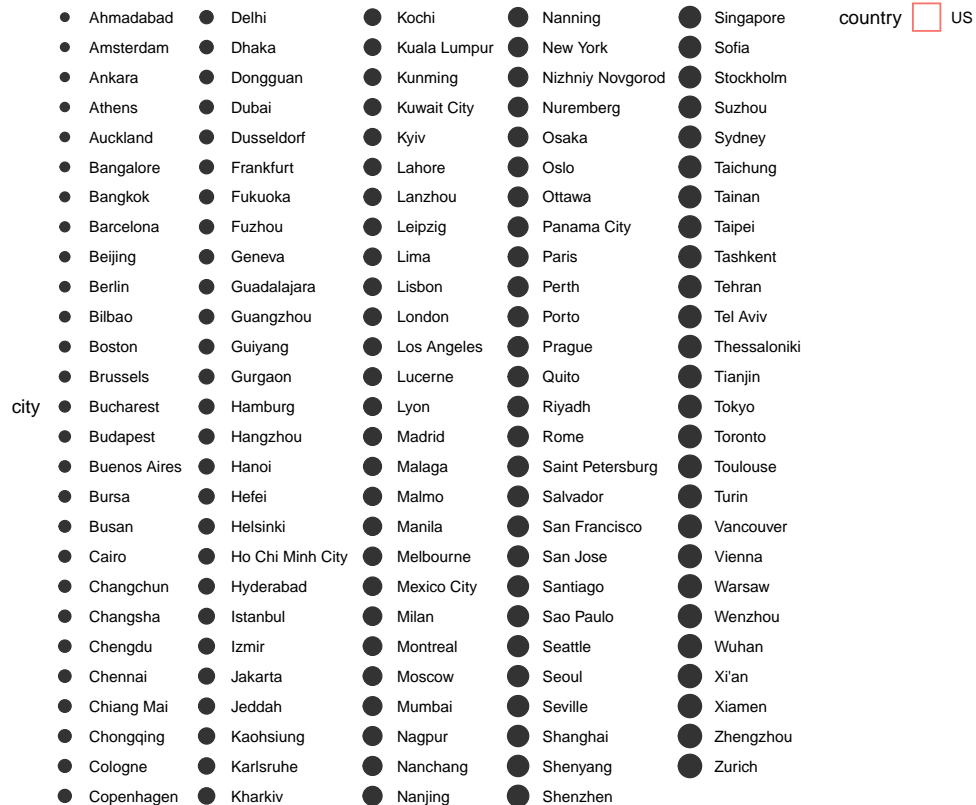 Ahmadabad Delhi Kochi Nanning Singapore country US
Amsterdam Dhaka Kuala Lumpur New York Sofia
Ankara Dongguan Kunming Nizhniy Novgorod Stockholm
Athens Dubai Kuwait City Nuremberg Suzhou
Auckland Dusseldorf Kyiv Osaka Sydney
Bangalore Frankfurt Lahore Oslo Taichung
Bangkok Fukuoka Lanzhou Ottawa Tainan
Barcelona Fuzhou Leipzig Panama City Taipei
Beijing Geneva Lima Paris Tashkent
Berlin Guadalajara Lisbon Perth Tehran
Bilbao Guangzhou London Porto Tel Aviv
Boston Guiyang Los Angeles Prague Thessaloniki
Brussels Gurgaon Lucerne Quito Tianjin
city Bucharest Hamburg Lyon Riyadh Tokyo
Budapest Hangzhou Madrid Rome Toronto
Buenos Aires Hanoi Malaga Saint Petersburg Toulouse
Bursa Hefei Malmo Salvador Turin
Busan Helsinki Manila San Francisco Vancouver
Cairo Ho Chi Minh City Melbourne San Jose Vienna
Changchun Hyderabad Mexico City Santiago Warsaw
Changsha Istanbul Milan Sao Paulo Wenzhou
Chengdu Izmir Montreal Seattle Wuhan
Chennai Jakarta Moscow Seoul Xi'an
Chiang Mai Jeddah Mumbai Seville Xiamen
Chongqing Kaohsiung Nagpur Shanghai Zhengzhou
Cologne Karlsruhe Nanchang Shenyang Zurich
Copenhagen Kharkiv Nanjing Shenzhen